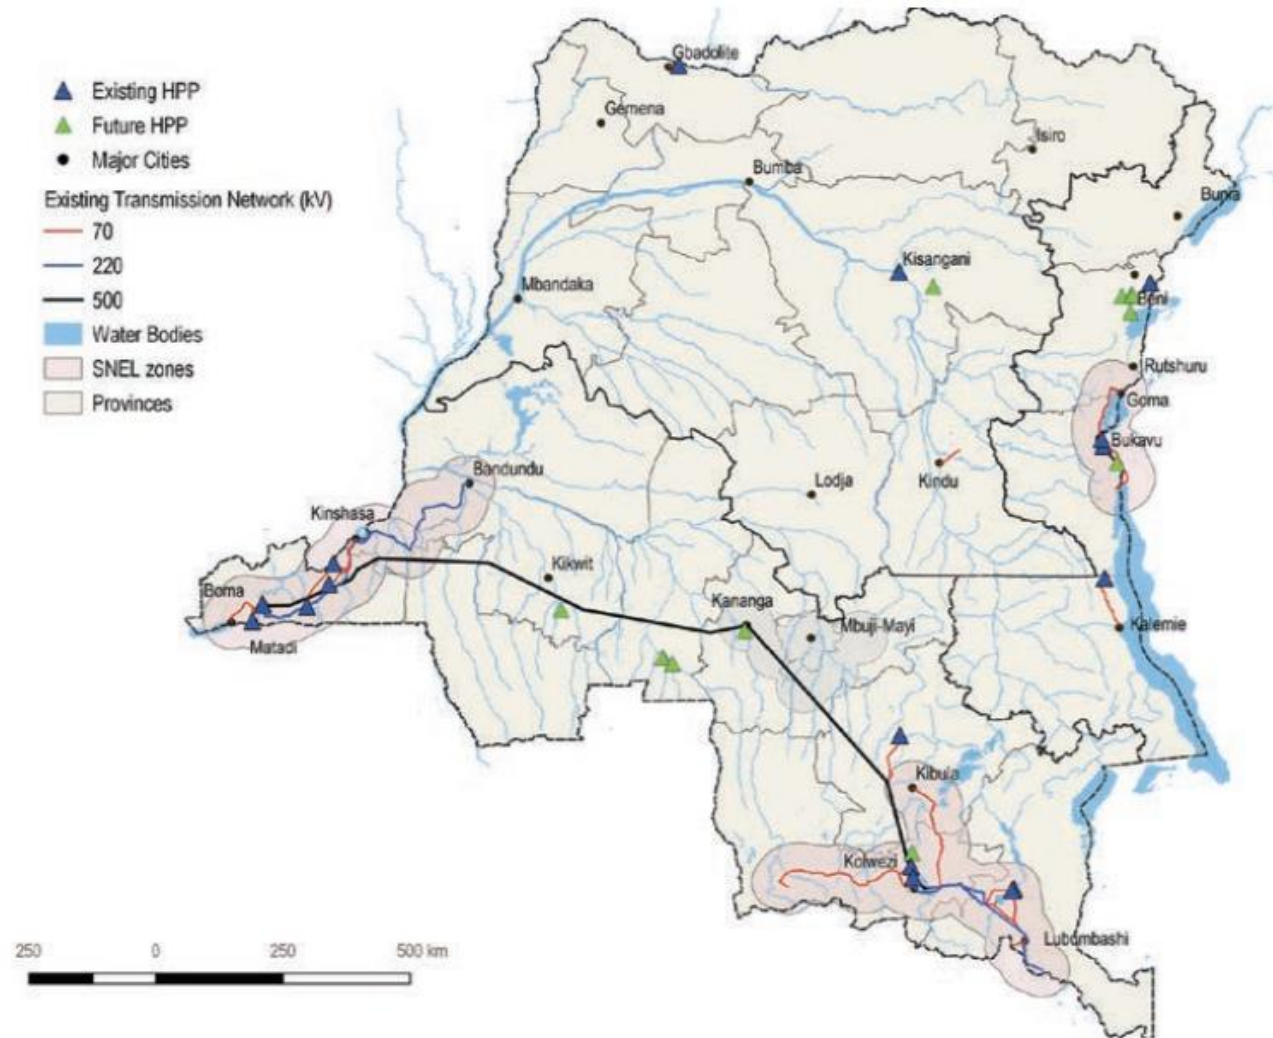 Existing HPP
Future HPP
Major Cities
Existing Transmission Network (kV)
70
220
500
Water Bodies
SNEL zones
Provinces
Gbadolite
Gemena
Isiro
Bumba
Bunia
Kisangani
Mbandaka
Beni
Rutshuru
Goma
Bukavu
Bandundu
Lodja
Kindu
Kinshasa
Kikwit
Boma
Kananga
Mbuji-Mayi
Kalemie
Matadi
Kibula
Kolwezi
Lubumbashi
250 0 250 500 km